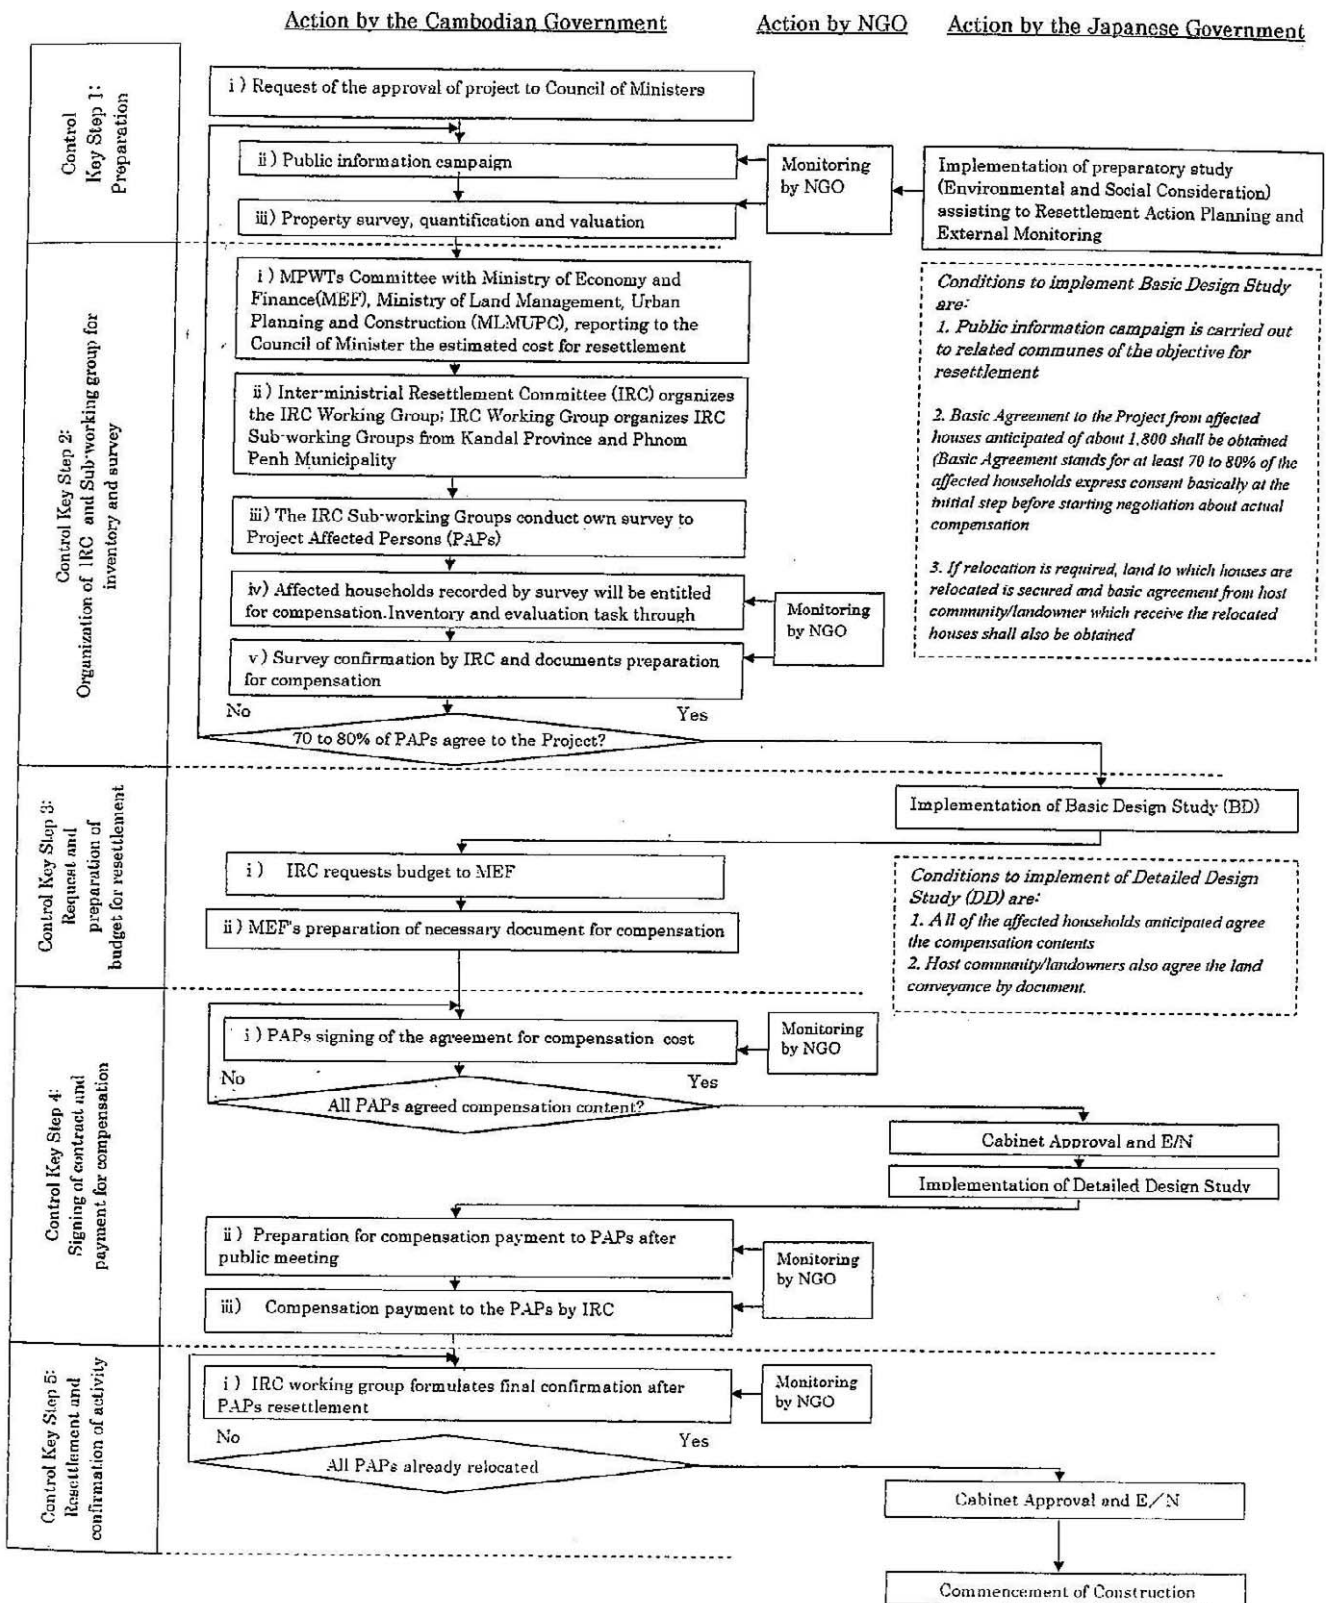 Action by the Cambodian Government
Action by NGO
Action by the Japanese Government
Control
Key Step 1:
Preparation
i ) Request of the approval of project to Council of Ministers
ii ) Public information campaign
iii) Property survey, quantification and valuation
Monitoring
by NGO
Implementation of preparatory study
(Environmental and Social Consideration)
assisting to Resettlement Action Planning and
External Monitoring
Control Key Step 2:
Organization of IRC and Sub-working group for
inventory and survey
i ) MPWTs Committee with Ministry of Economy and
Finance(MEF), Ministry of Land Management, Urban
Planning and Construction (MLMUPC), reporting to the
Council of Minister the estimated cost for resettlement
ii ) Inter-ministrial Resettlement Committee (IRC) organizes
the IRC Working Group; IRC Working Group organizes IRC
Sub-working Groups from Kandal Province and Phnom
Penh Municipality
iii) The IRC Sub-working Groups conduct own survey to
Project Affected Persons (PAPs)
iv) Affected households recorded by survey will be entitled
for compensation.Inventory and evaluation task through
v ) Survey confirmation by IRC and documents preparation
for compensation
Monitoring
by NGO
Conditions to implement Basic Design Study
are:
1. Public information campaign is carried out
to related communes of the objective for
resettlement
2. Basic Agreement to the Project from affected
houses anticipated of about 1,800 shall be obtained
(Basic Agreement stands for at least 70 to 80% of the
affected households express consent basically at the
initial step before starting negotiation about actual
compensation
3. If relocation is required, land to which houses are
relocated is secured and basic agreement from host
community/landowner which receive the relocated
houses shall also be obtained
No
Yes
70 to 80% of PAPs agree to the Project?
Control Key Step 3:
Request and
preparation of
budget for resettlement
Implementation of Basic Design Study (BD)
i ) IRC requests budget to MEF
ii ) MEF's preparation of necessary document for compensation
Conditions to implement of Detailed Design
Study (DD) are:
1. All of the affected households anticipated agree
the compensation contents
2. Host community/landowners also agree the land
conveyance by document.
Control Key Step 4:
Signing of contract and
payment for compensation
i ) PAPs signing of the agreement for compensation cost
Monitoring
by NGO
No
Yes
All PAPs agreed compensation content?
Cabinet Approval and E/N
Implementation of Detailed Design Study
ii ) Preparation for compensation payment to PAPs after
public meeting
iii) Compensation payment to the PAPs by IRC
Monitoring
by NGO
Control Key Step 5:
Resettlement and
confirmation of activity
i ) IRC working group formulates final confirmation after
PAPs resettlement
Monitoring
by NGO
No
Yes
All PAPs already relocated
Cabinet Approval and E/N
Commencement of Construction